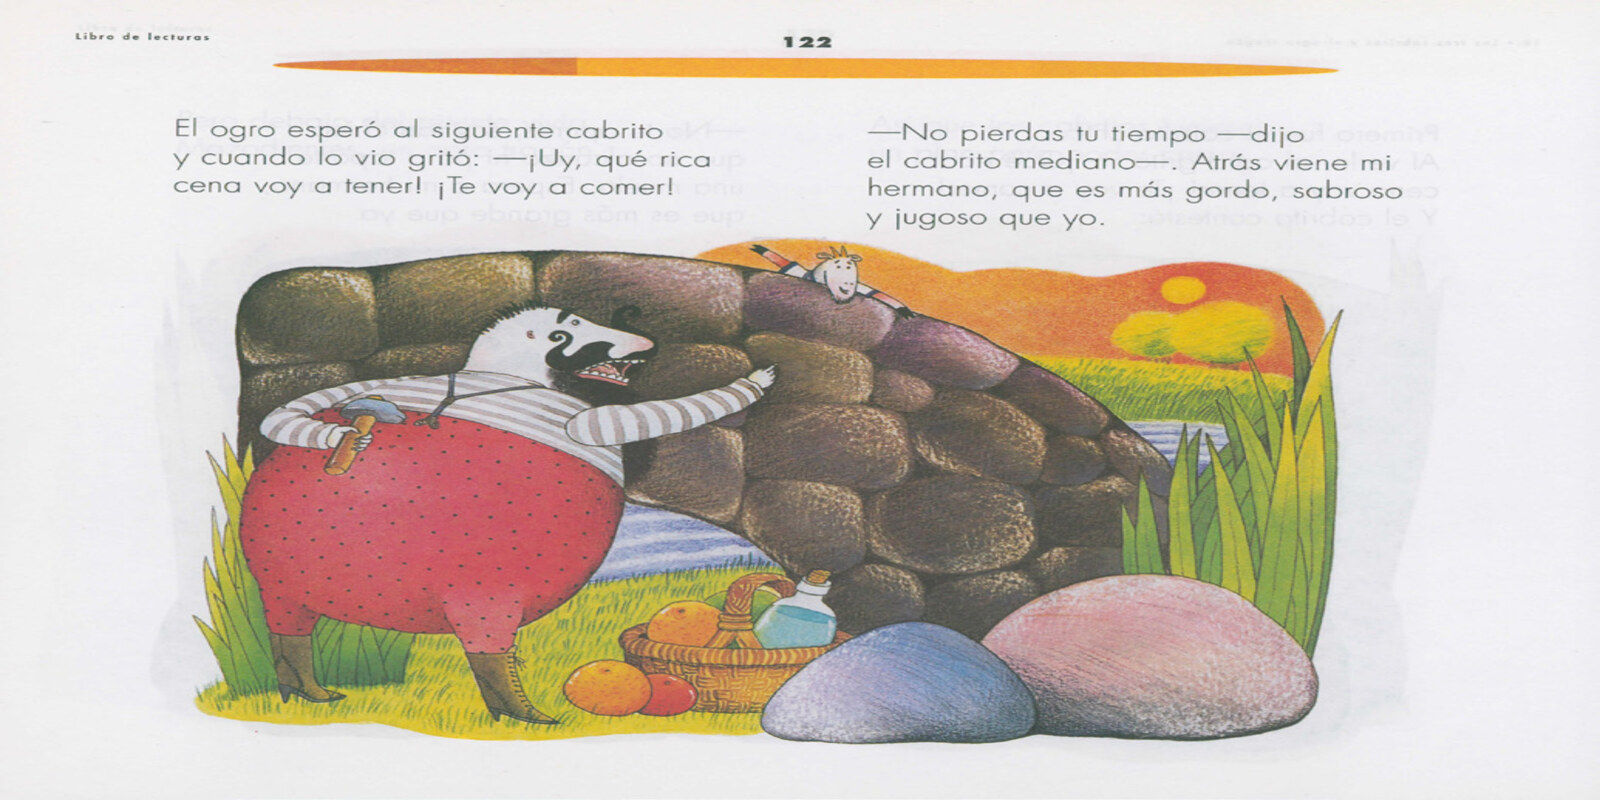 Libro de lecturas
122
El ogro esperó al siguiente cabrito
y cuando lo vio gritó: —¡Uy, qué rica
cena voy a tener! ¡Te voy a comer!
—No pierdas tu tiempo —dijo
el cabrito mediano—. Atrás viene mi
hermano, que es más gordo, sabroso
y jugoso que yo.